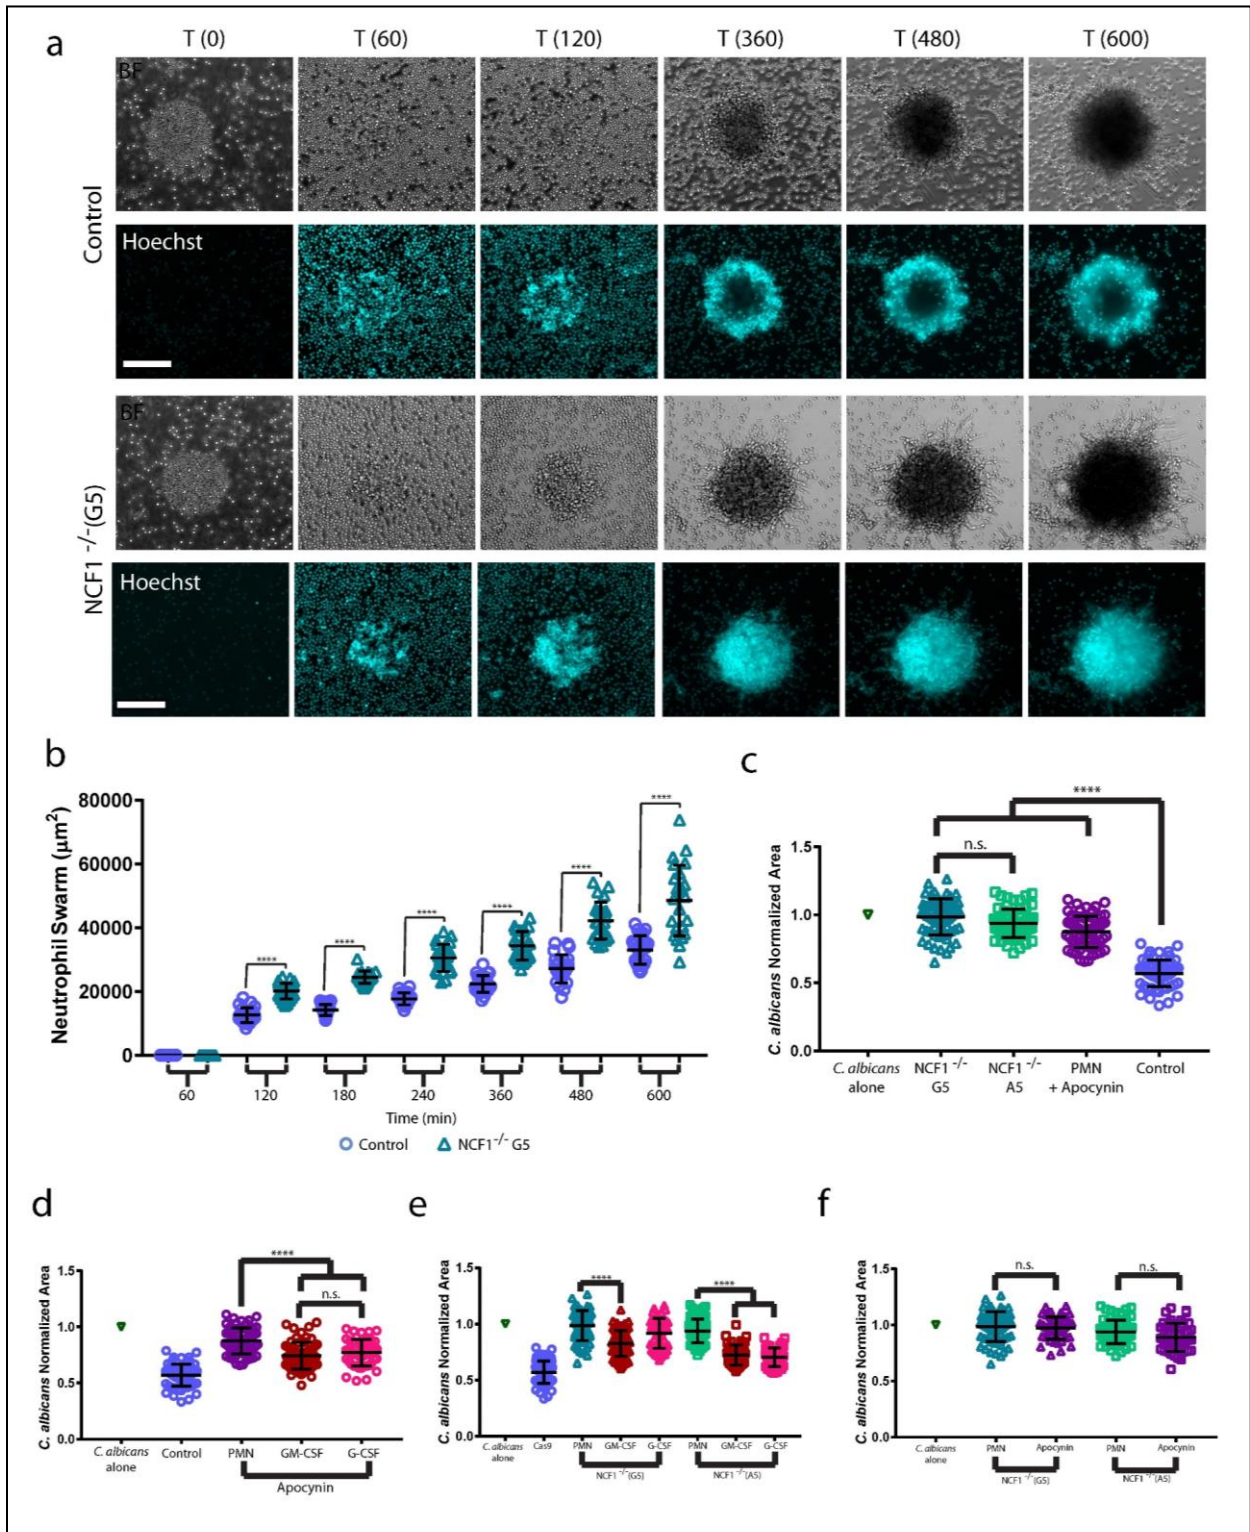 a
T (0) T (60) T (120) T (360) T (480) T (600)
Control
BF
Hoechst
NCF1 -/-(G5)
BF
Hoechst
b
Neutrophil Swarm (µm²)
80000
60000
40000
20000
0
**** **** **** **** **** ****
60 120 180 240 360 480 600
Time (min)
Control NCF1-/- G5
c
C. albicans Normalized Area
1.5
1.0
0.5
0.0
****
n.s.
C. albicans alone
NCF1 -/- G5
NCF1 -/- A5
PMN + Apocynin
Control
d
C. albicans Normalized Area
1.5
1.0
0.5
0.0
****
n.s.
C. albicans alone
Control PMN GM-CSF G-CSF
Apocynin
e
C. albicans Normalized Area
1.5
1.0
0.5
0.0
**** ****
C. albicans alone
Cas9 PMN GM-CSF G-CSF PMN GM-CSF G-CSF
NCF1 -/-(G5) NCF1 -/-(A5)
f
C. albicans Normalized Area
1.5
1.0
0.5
0.0
n.s. n.s.
C. albicans alone
PMN Apocynin PMN Apocynin
NCF1 -/-(G5) NCF1 -/-(A5)